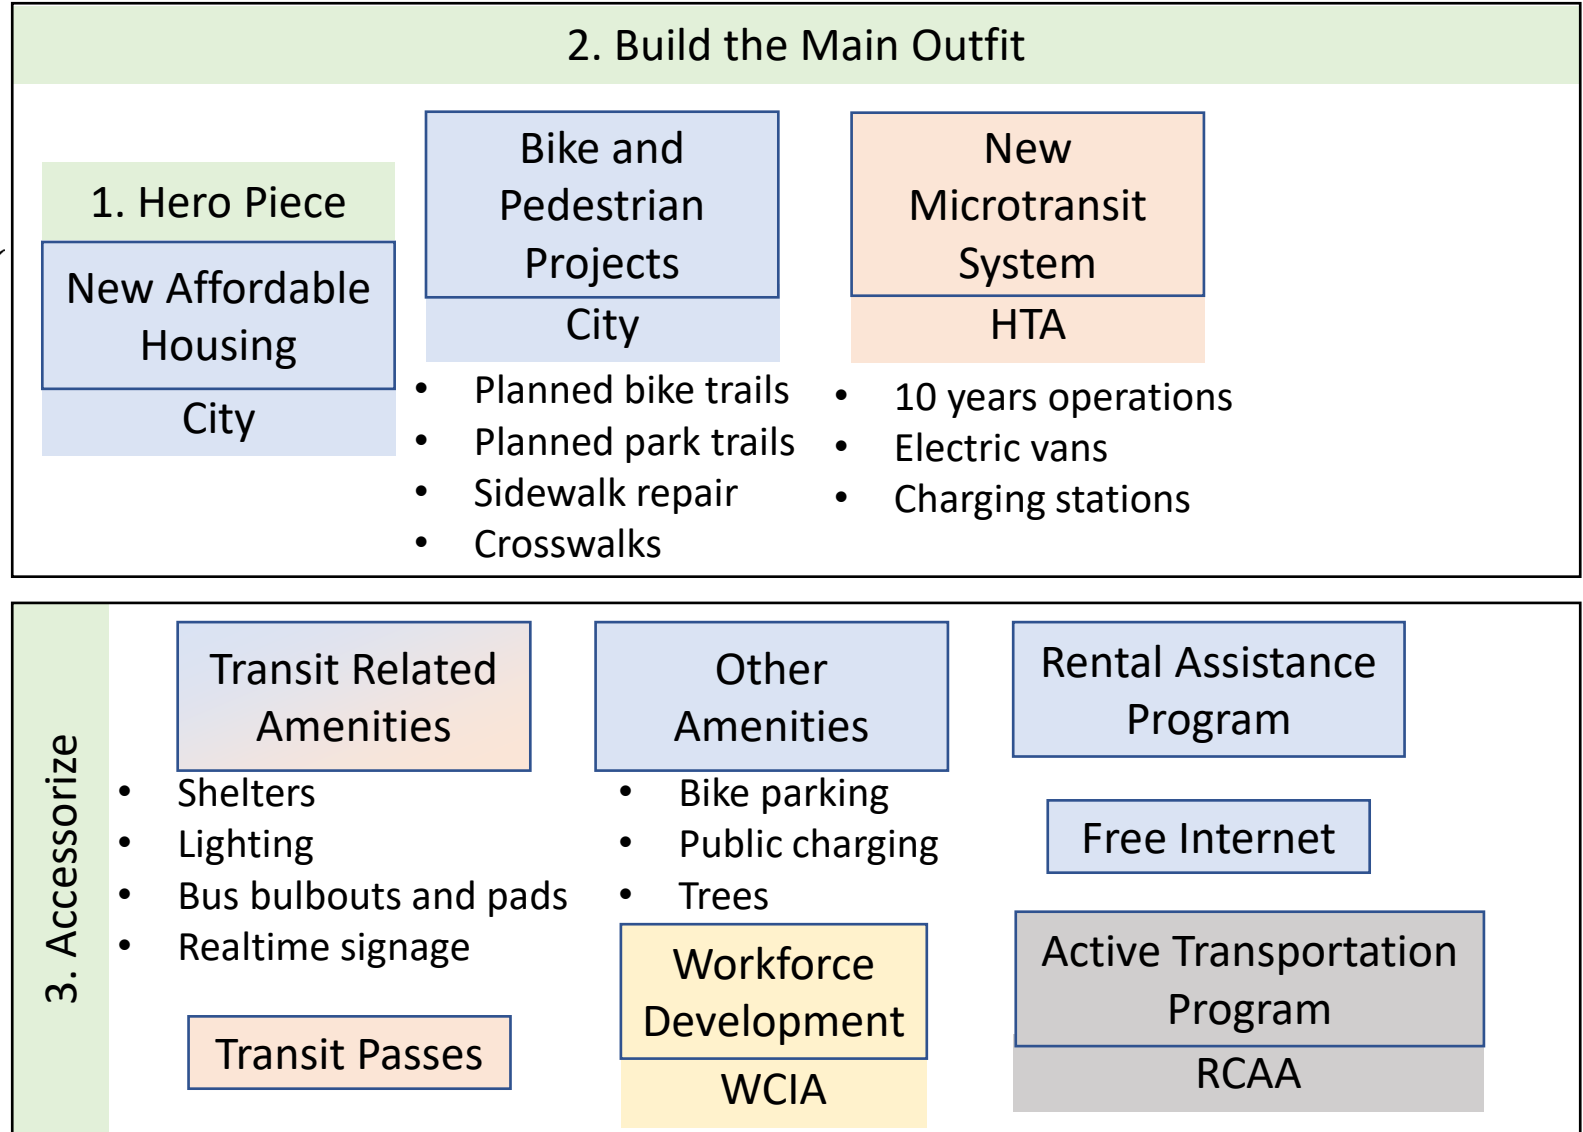 2. Build the Main Outfit
1. Hero Piece
New Affordable
Housing
City
Bike and
Pedestrian
Projects
City
• Planned bike trails
• Planned park trails
• Sidewalk repair
• Crosswalks
New
Microtransit
System
HTA
• 10 years operations
• Electric vans
• Charging stations
3. Accessorize
Transit Related
Amenities
• Shelters
• Lighting
• Bus bulbouts and pads
• Realtime signage
Transit Passes
Other
Amenities
• Bike parking
• Public charging
• Trees
Workforce
Development
WCIA
Rental Assistance
Program
Free Internet
Active Transportation
Program
RCAA